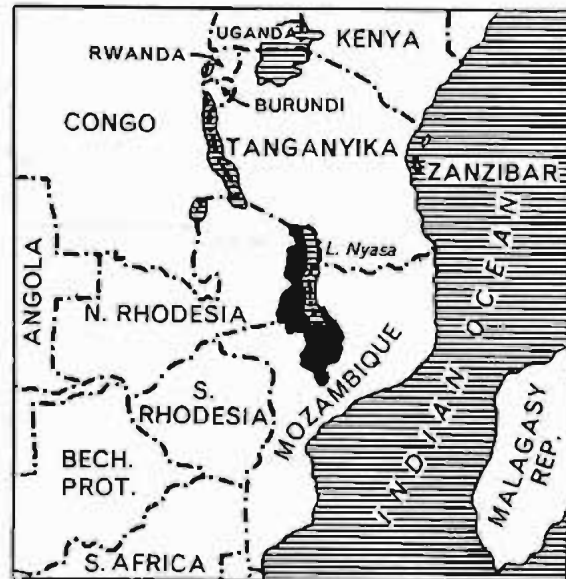 UGANDA
KENYA
RWANDA
BURUNDI
CONGO
TANGANYIKA
ZANZIBAR
L. Nyasa
INDIAN OCEAN
ANGOLA
N. RHODESIA
MOZAMBIQUE
S.
RHODESIA
MALAGASY
REP.
BECH.
PROT.
S. AFRICA